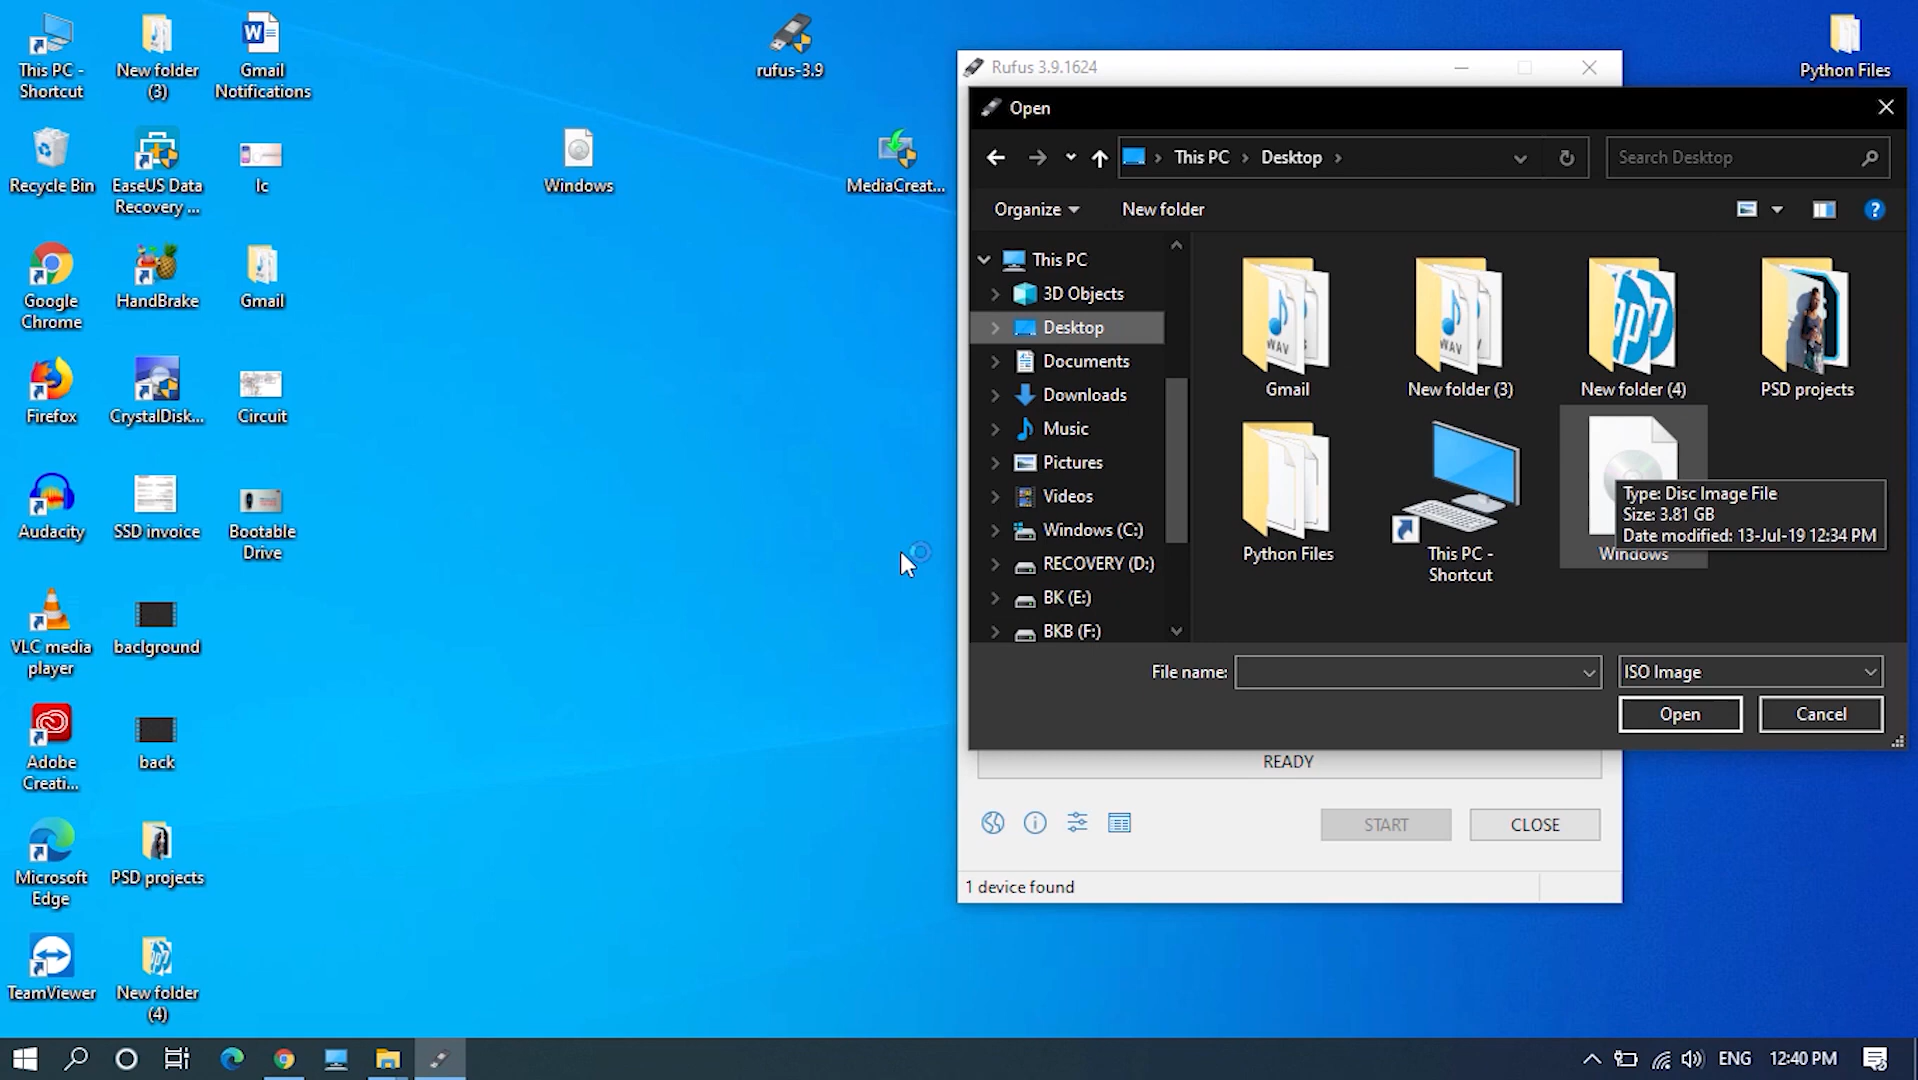 This PC -
Shortcut
New folder
(3)
Gmail
Notifications
rufus-3.9
Python Files
Recycle Bin
EaseUS Data
Recovery ...
Ic
Windows
MediaCreat...
Google
Chrome
HandBrake
Gmail
Firefox
CrystalDisk...
Circuit
Audacity
SSD invoice
Bootable
Drive
VLC media
player
baclground
Adobe
Creati...
back
Microsoft
Edge
PSD projects
TeamViewer
New folder
(4)
Rufus 3.9.1624
Open
This PC
Desktop
Search Desktop
Organize
New folder
This PC
3D Objects
Desktop
Documents
Downloads
Music
Pictures
Videos
Windows (C:)
RECOVERY (D:)
BK (E:)
BKB (F:)
WAV
Gmail
WAV
New folder (3)
hp
New folder (4)
PSD projects
Python Files
This PC -
Shortcut
Windows
Type: Disc Image File
Size: 3.81 GB
Date modified: 13-Jul-19 12:34 PM
File name:
ISO Image
Open
Cancel
READY
START
CLOSE
1 device found
ENG
12:40 PM